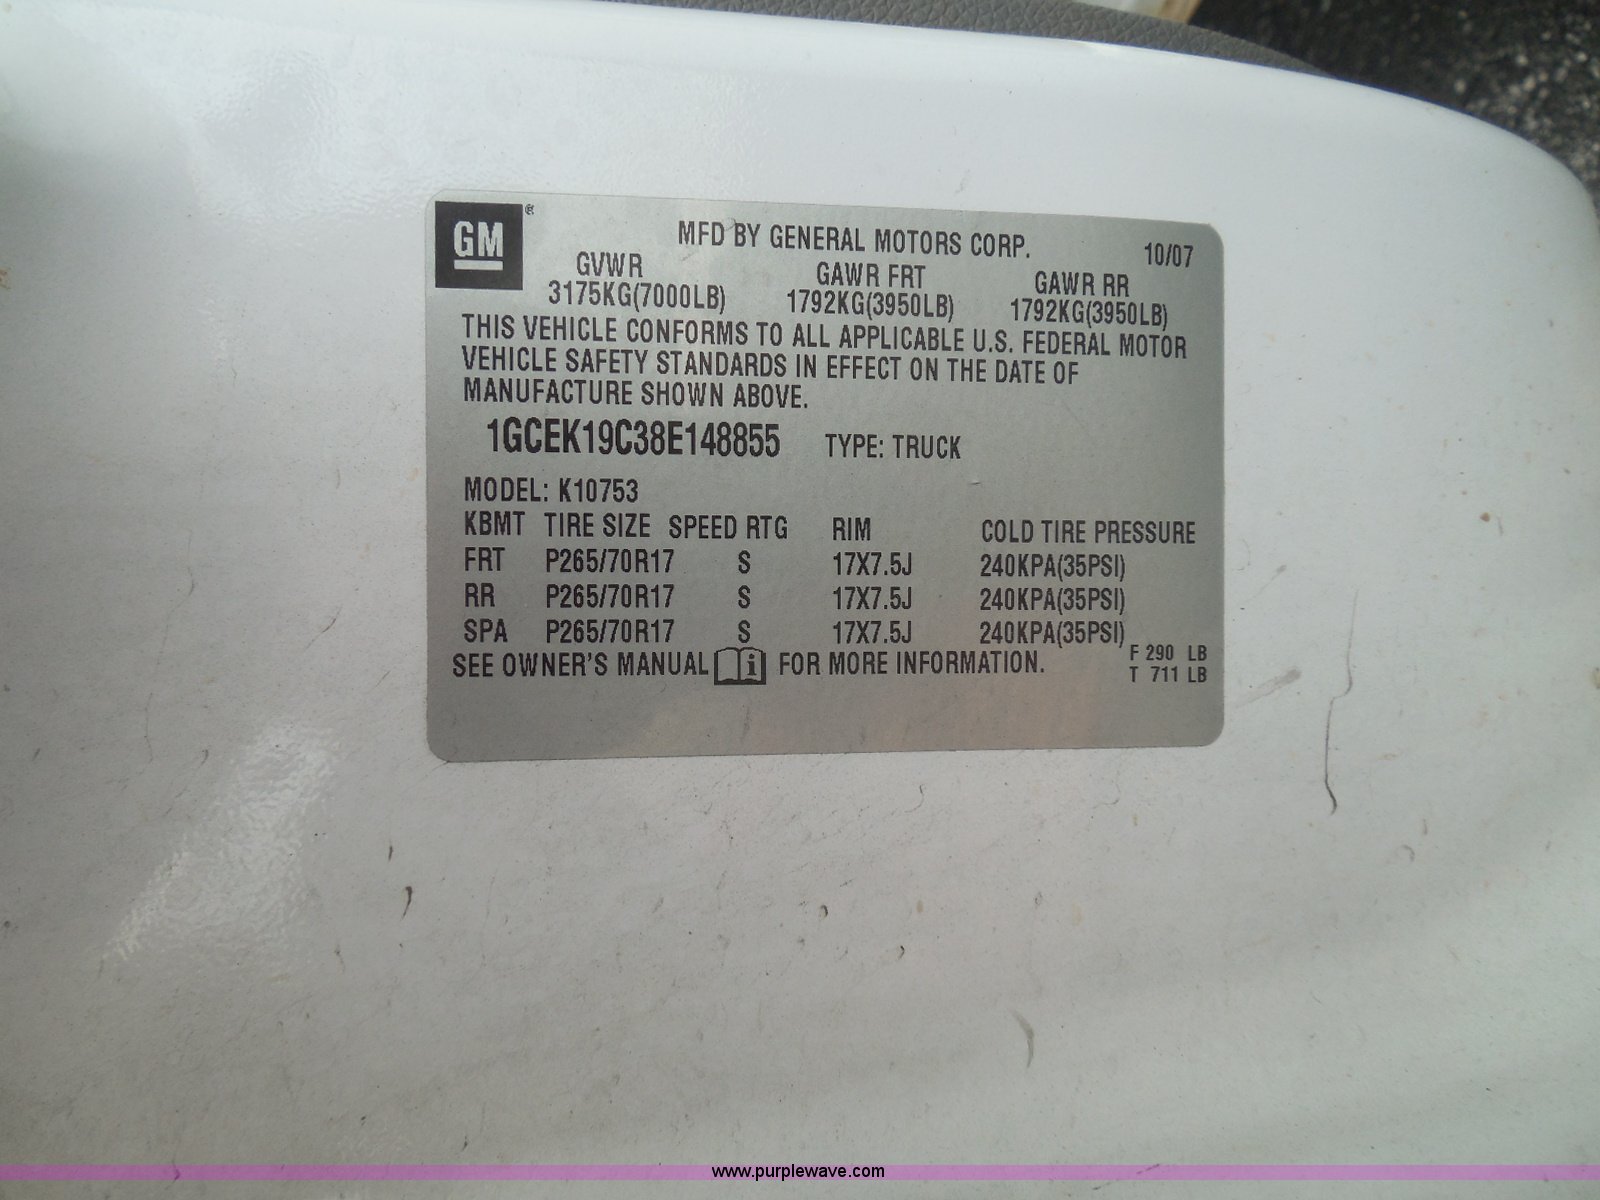 GM®
MFD BY GENERAL MOTORS CORP. 10/07
GVWR GAWR FRT GAWR RR
3175KG(7000LB) 1792KG(3950LB) 1792KG(3950LB)
THIS VEHICLE CONFORMS TO ALL APPLICABLE U.S. FEDERAL MOTOR
VEHICLE SAFETY STANDARDS IN EFFECT ON THE DATE OF
MANUFACTURE SHOWN ABOVE.
1GCEK19C38E148855 TYPE: TRUCK
MODEL: K10753
KBMT TIRE SIZE SPEED RTG RIM COLD TIRE PRESSURE
FRT P265/70R17 S 17X7.5J 240KPA(35PSI)
RR P265/70R17 S 17X7.5J 240KPA(35PSI)
SPA P265/70R17 S 17X7.5J 240KPA(35PSI)
SEE OWNER'S MANUAL i FOR MORE INFORMATION.
F 290 LB
T 711 LB
www.purplewave.com